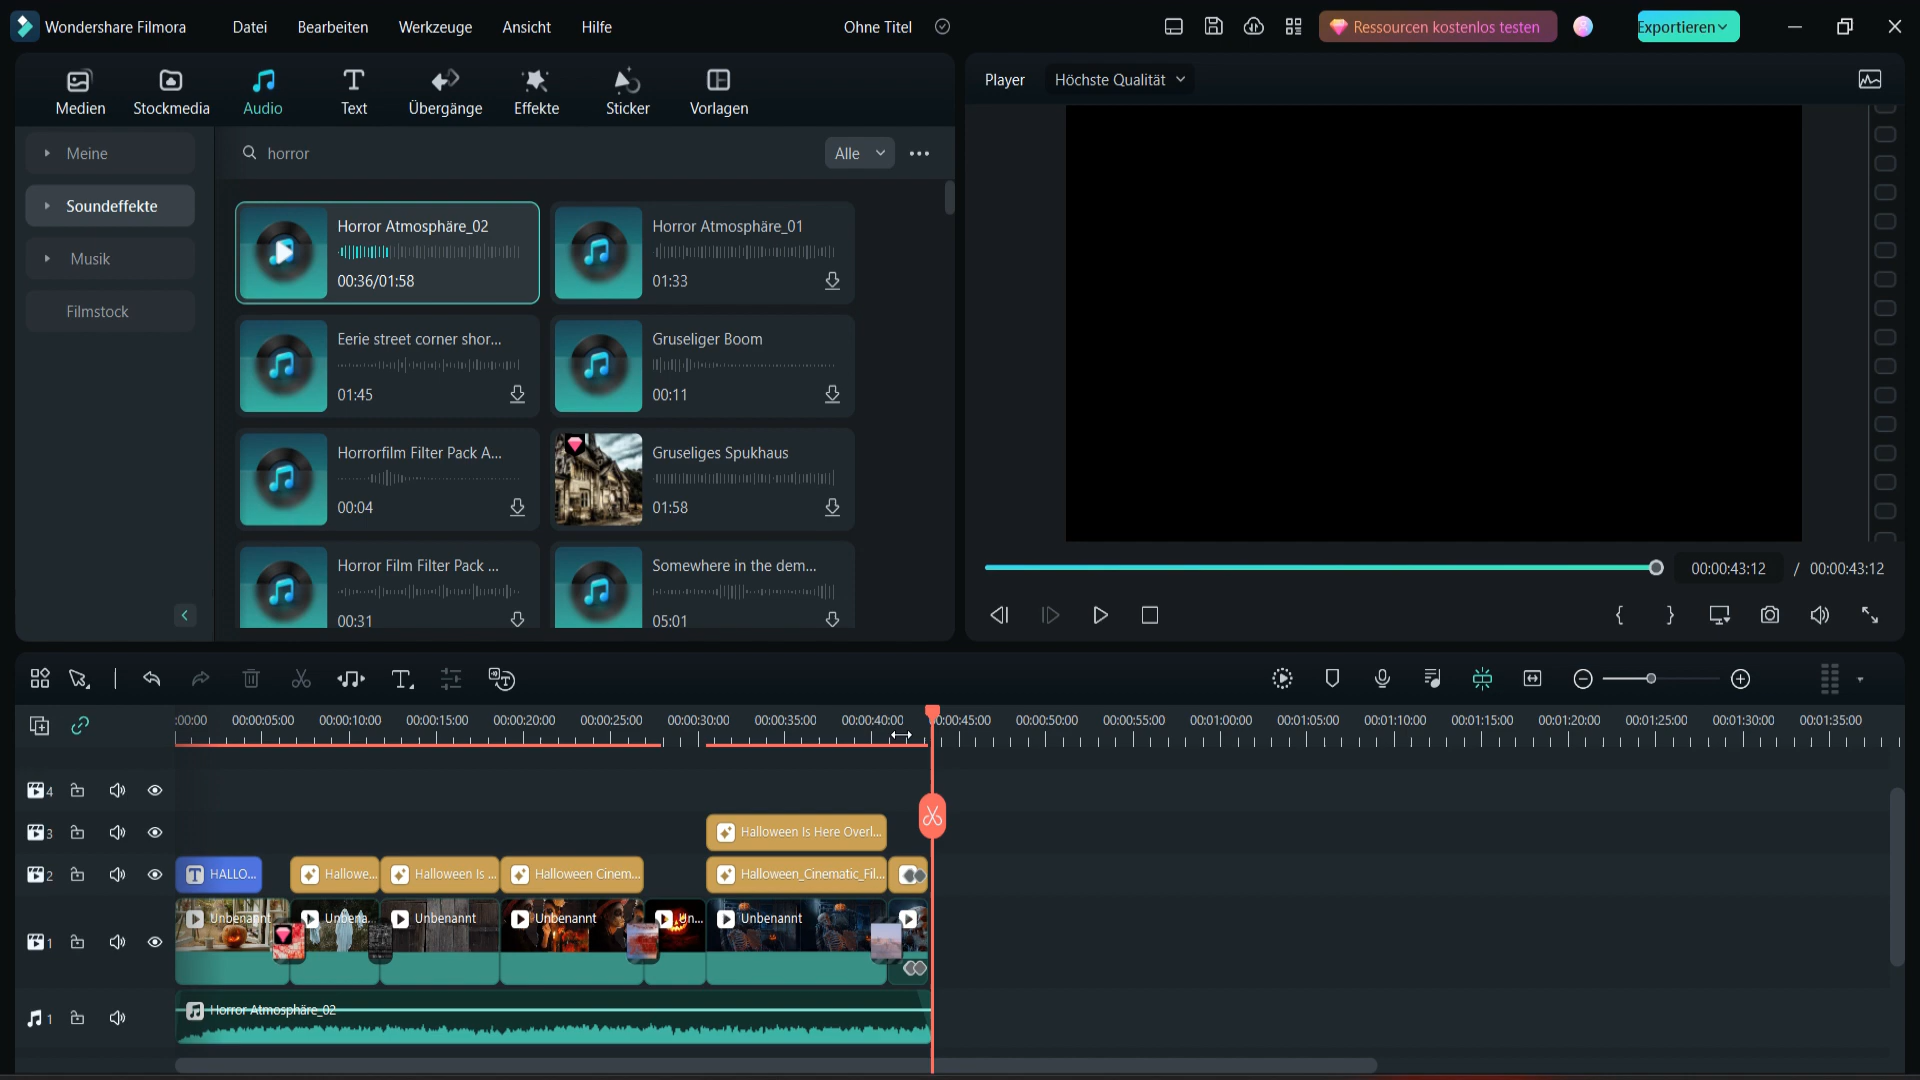 Wondershare Filmora
Datei
Bearbeiten
Werkzeuge
Ansicht
Hilfe
Ohne Titel
Ressourcen kostenlos testen
Exportieren
Medien
Stockmedia
Audio
Text
Übergänge
Effekte
Sticker
Vorlagen
Player
Höchste Qualität
Meine
Soundeffekte
Musik
Filmstock
horror
Alle
Horror Atmosphäre_02
00:36/01:58
Horror Atmosphäre_01
01:33
Eerie street corner shor...
01:45
Gruseliger Boom
00:11
Horrorfilm Filter Pack A...
00:04
Gruseliges Spukhaus
01:58
Horror Film Filter Pack ...
00:31
Somewhere in the dem...
05:01
00:00:43:12 / 00:00:43:12
:00:00 00:00:05:00 00:00:10:00 00:00:15:00 00:00:20:00 00:00:25:00 00:00:30:00 00:00:35:00 00:00:40:00 00:00:45:00 00:00:50:00 00:00:55:00 00:01:00:00 00:01:05:00 00:01:10:00 00:01:15:00 00:01:20:00 00:01:25:00 00:01:30:00 00:01:35:00
4
3
Halloween Is Here Overl...
2
HALLO...
Hallowe...
Halloween Is ...
Halloween Cinem...
Halloween_Cinematic_Fil...
1
Unbenannt
Unbena...
Unbenannt
Unbenannt
Un...
Unbenannt
1
Horror Atmosphäre_02